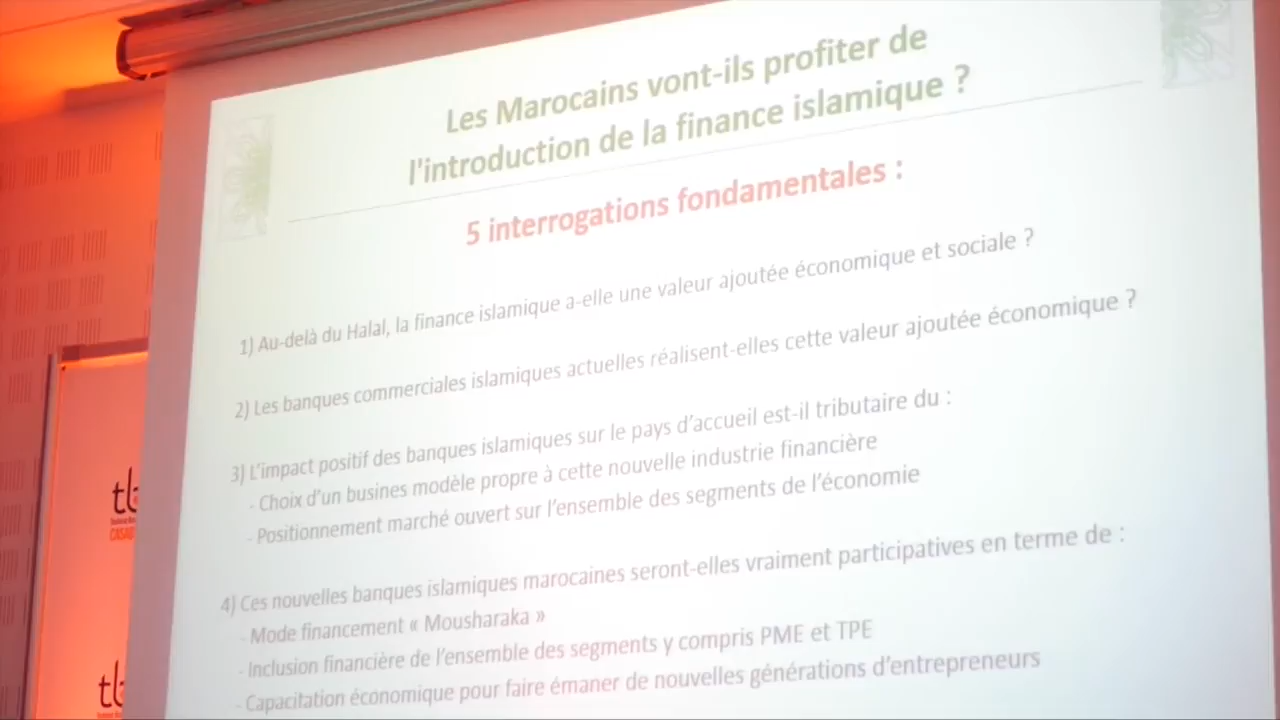 Les Marocains vont-ils profiter de
l'introduction de la finance islamique ?
5 interrogations fondamentales :
1) Au-delà du Halal, la finance islamique a-elle une valeur ajoutée économique et sociale ?
2) Les banques commerciales islamiques actuelles réalisent-elles cette valeur ajoutée économique ?
3) L'impact positif des banques islamiques sur le pays d'accueil est-il tributaire du :
- Choix d'un busines modèle propre à cette nouvelle industrie financière
- Positionnement marché ouvert sur l'ensemble des segments de l'économie
4) Ces nouvelles banques islamiques marocaines seront-elles vraiment participatives en terme de :
- Mode financement « Mousharaka »
- Inclusion financière de l'ensemble des segments y compris PME et TPE
- Capacitation économique pour faire émaner de nouvelles générations d'entrepreneurs